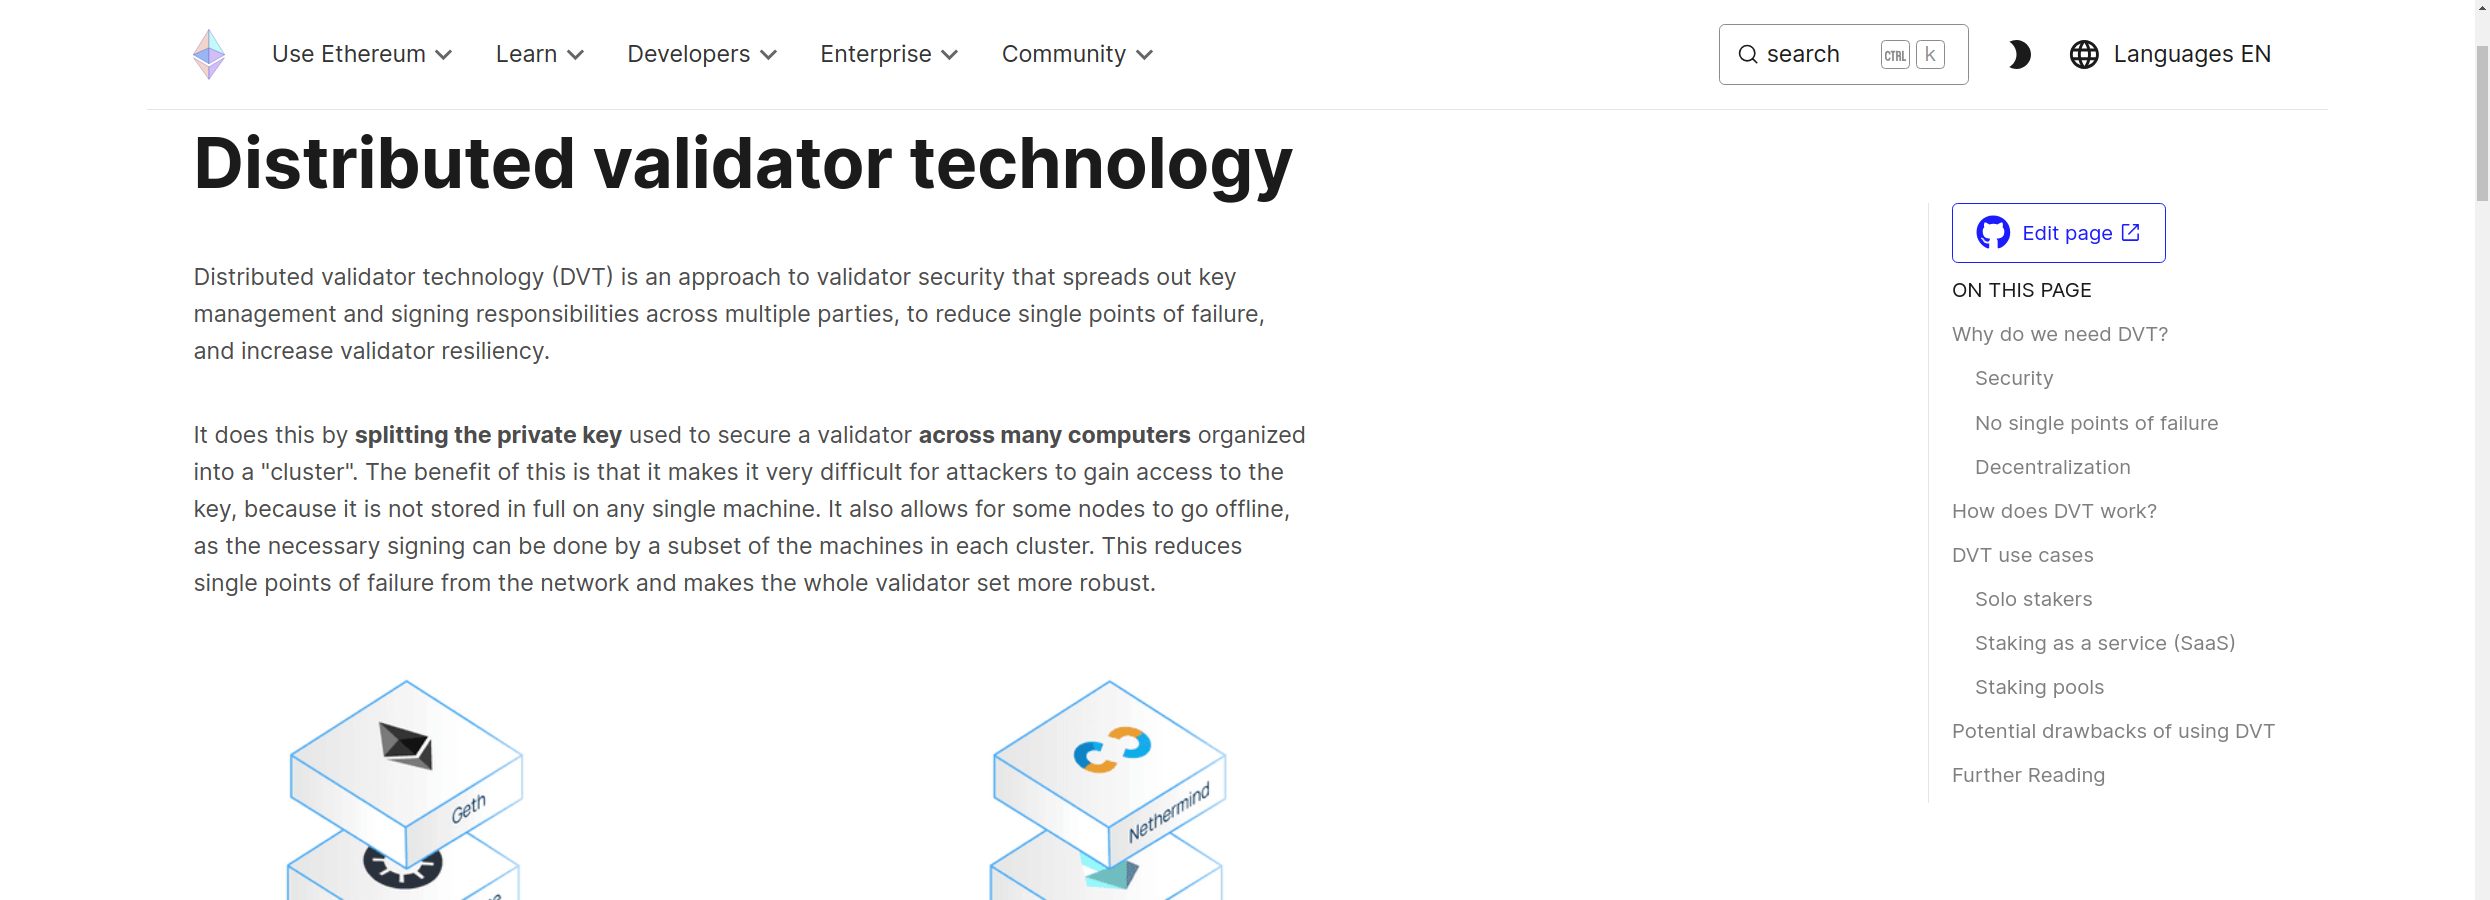 Use Ethereum
Learn
Developers
Enterprise
Community
search
CTRL
k
Languages EN
Distributed validator technology
Distributed validator technology (DVT) is an approach to validator security that spreads out key
management and signing responsibilities across multiple parties, to reduce single points of failure,
and increase validator resiliency.
It does this by splitting the private key used to secure a validator across many computers organized
into a "cluster". The benefit of this is that it makes it very difficult for attackers to gain access to the
key, because it is not stored in full on any single machine. It also allows for some nodes to go offline,
as the necessary signing can be done by a subset of the machines in each cluster. This reduces
single points of failure from the network and makes the whole validator set more robust.
Geth
Nethermind
Edit page
ON THIS PAGE
Why do we need DVT?
Security
No single points of failure
Decentralization
How does DVT work?
DVT use cases
Solo stakers
Staking as a service (SaaS)
Staking pools
Potential drawbacks of using DVT
Further Reading